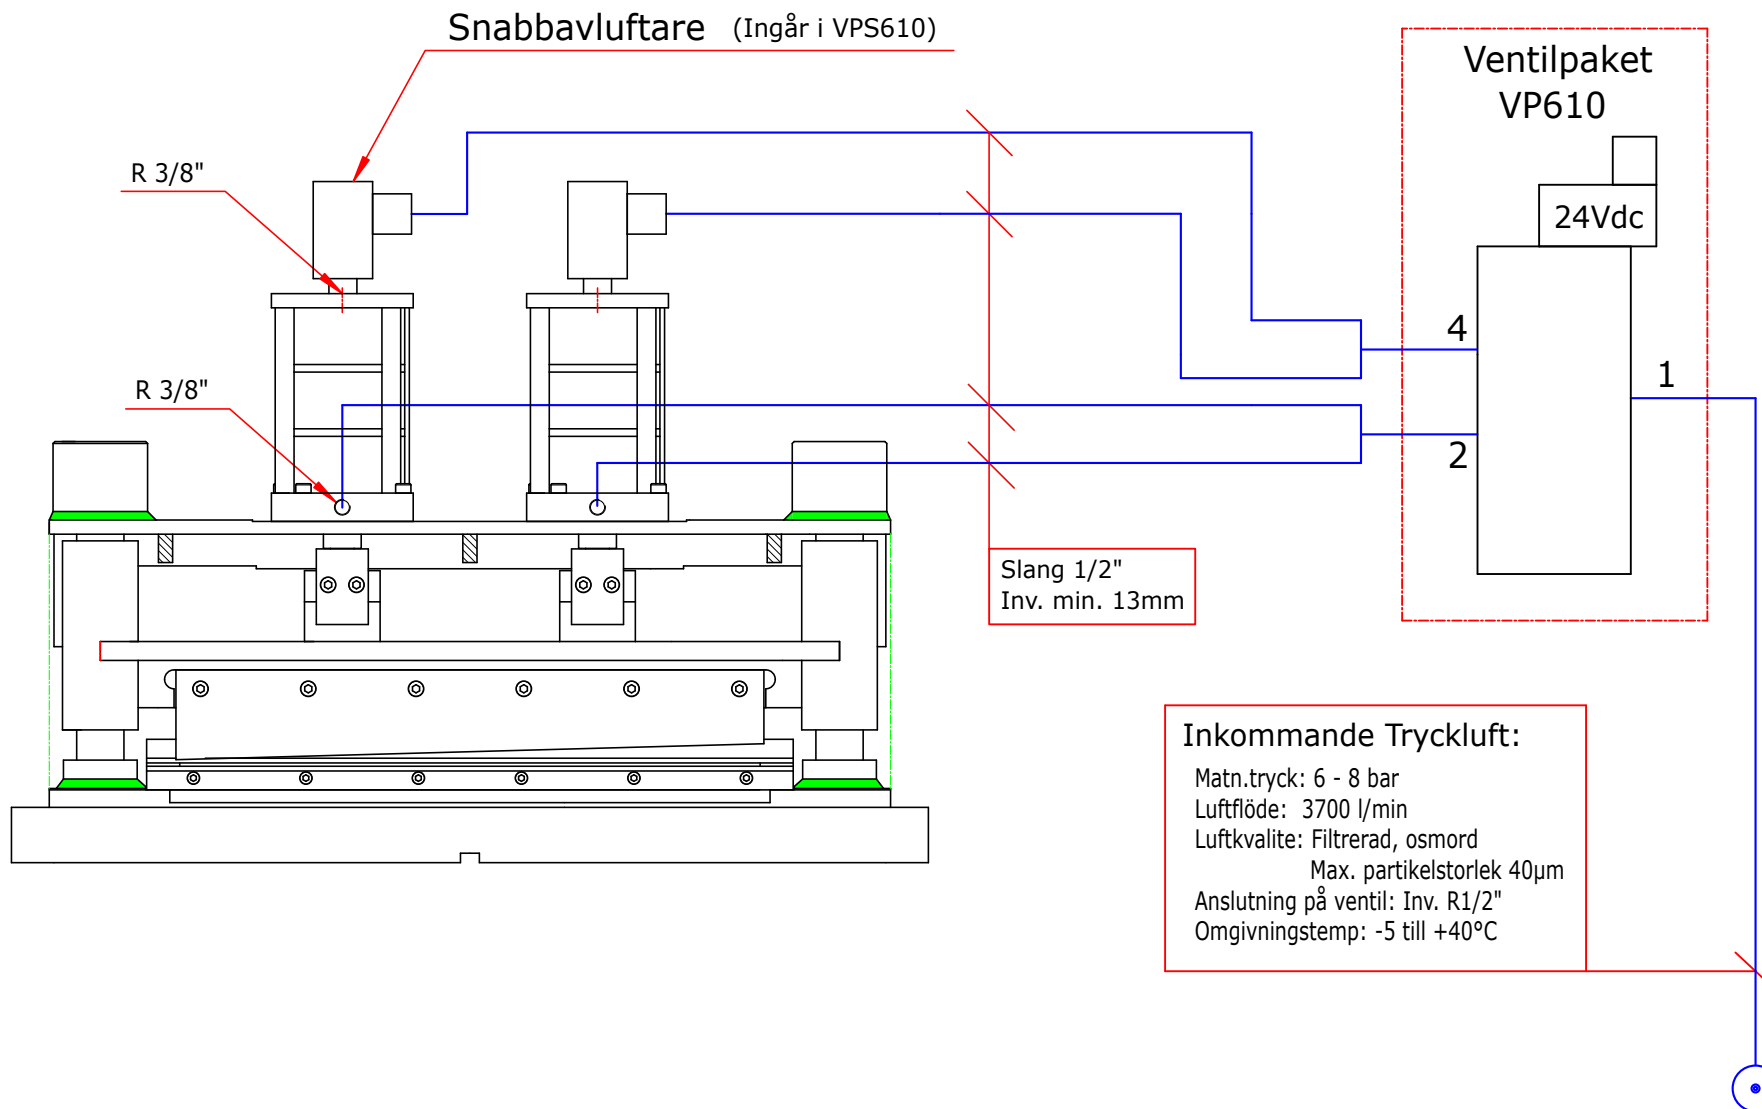 Snabbavluftare (Ingår i VPS610)
Ventilpaket
VP610
R 3/8"
24Vdc
4
1
R 3/8"
2
Slang 1/2"
Inv. min. 13mm
Inkommande Tryckluft:
Matn.tryck: 6 - 8 bar
Luftflöde: 3700 l/min
Luftkvalite: Filtrerad, osmord
Max. partikelstorlek 40µm
Anslutning på ventil: Inv. R1/2"
Omgivningstemp: -5 till +40°C